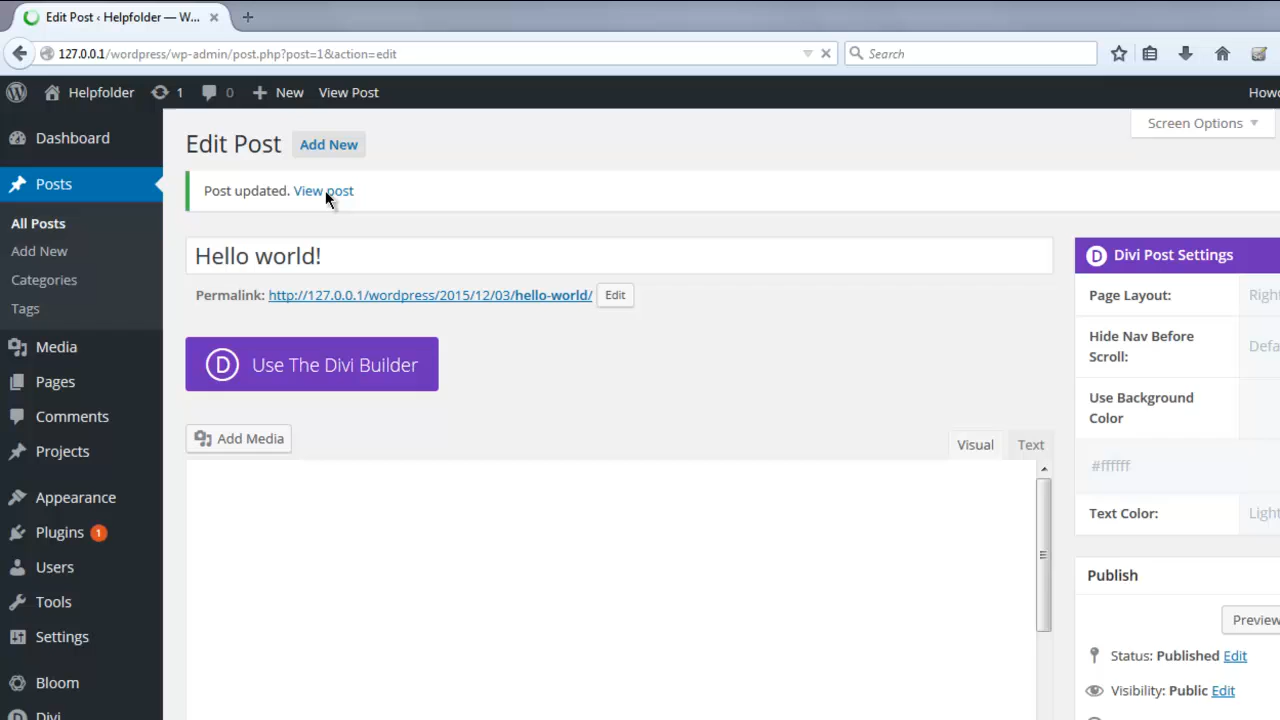 Edit Post ‹ Helpfolder — W...
127.0.0.1/wordpress/wp-admin/post.php?post=1&action=edit
Search
Helpfolder 1 0 New View Post
Dashboard
Posts
All Posts
Add New
Categories
Tags
Media
Pages
Comments
Projects
Appearance
Plugins 1
Users
Tools
Settings
Bloom
Divi
Screen Options
Edit Post Add New
Post updated. View post
Hello world!
Permalink: http://127.0.0.1/wordpress/2015/12/03/hello-world/ Edit
D Use The Divi Builder
Add Media
Visual Text
D Divi Post Settings
Page Layout:
Hide Nav Before
Scroll:
Use Background
Color
#ffffff
Text Color: Light
Publish
Preview
Status: Published Edit
Visibility: Public Edit